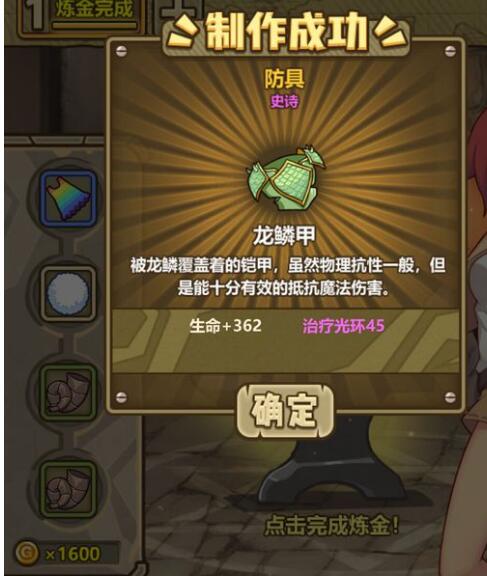 1 炼金完成
制作成功
防具
史诗
龙鳞甲
被龙鳞覆盖着的铠甲，虽然物理抗性一般，但
是能十分有效的抵抗魔法伤害。
生命+362 治疗光环45
确定
点击完成炼金！
G ×1600